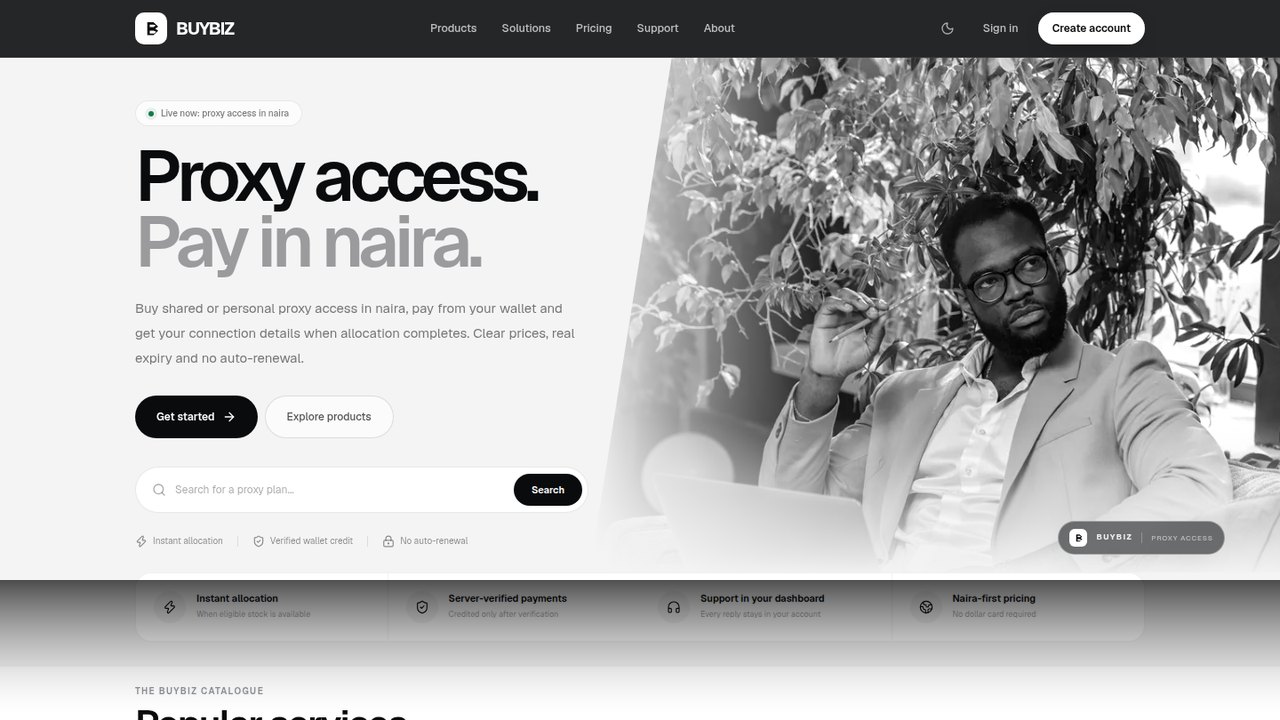 BUYBIZ
Products
Solutions
Pricing
Support
About
Sign in
Create account
Live now: proxy access in naira
Proxy access.
Pay in naira.
Buy shared or personal proxy access in naira, pay from your wallet and
get your connection details when allocation completes. Clear prices, real
expiry and no auto-renewal.
Get started
Explore products
Search for a proxy plan...
Search
Instant allocation
Verified wallet credit
No auto-renewal
BUYBIZ
PROXY ACCESS
Instant allocation
When eligible stock is available
Server-verified payments
Credited only after verification
Support in your dashboard
Every reply stays in your account
Naira-first pricing
No dollar card required
THE BUYBIZ CATALOGUE
Popular services